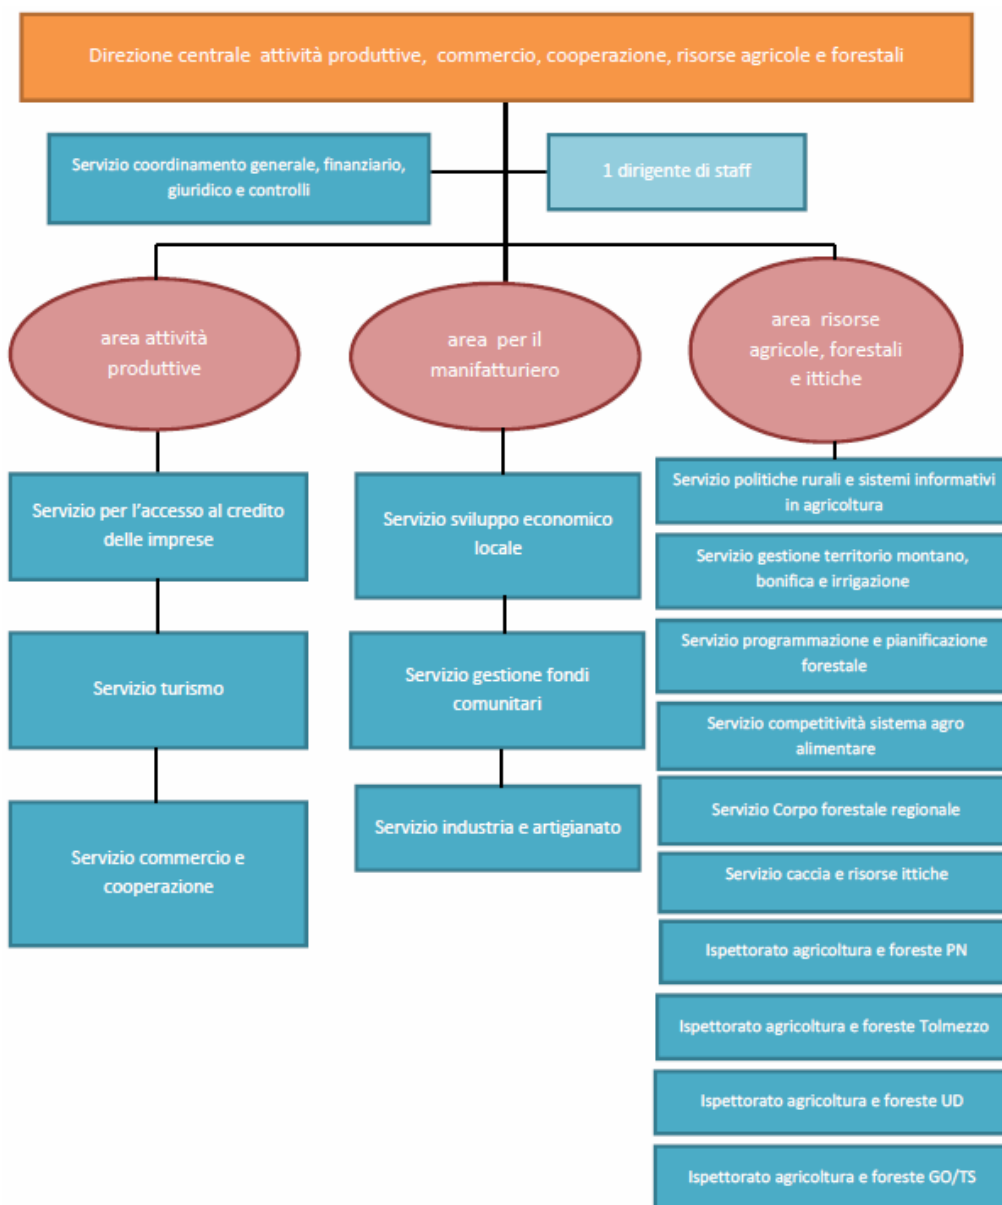 Direzione centrale attività produttive, commercio, cooperazione, risorse agricole e forestali
Servizio coordinamento generale, finanziario,
giuridico e controlli
1 dirigente di staff
area attività
produttive
area per il
manifatturiero
area risorse
agricole, forestali
e ittiche
Servizio per l'accesso al credito
delle imprese
Servizio turismo
Servizio commercio e
cooperazione
Servizio sviluppo economico
locale
Servizio gestione fondi
comunitari
Servizio industria e artigianato
Servizio politiche rurali e sistemi informativi
in agricoltura
Servizio gestione territorio montano,
bonifica e irrigazione
Servizio programmazione e pianificazione
forestale
Servizio competitività sistema agro
alimentare
Servizio Corpo forestale regionale
Servizio caccia e risorse ittiche
Ispettorato agricoltura e foreste PN
Ispettorato agricoltura e foreste Tolmezzo
Ispettorato agricoltura e foreste UD
Ispettorato agricoltura e foreste GO/TS